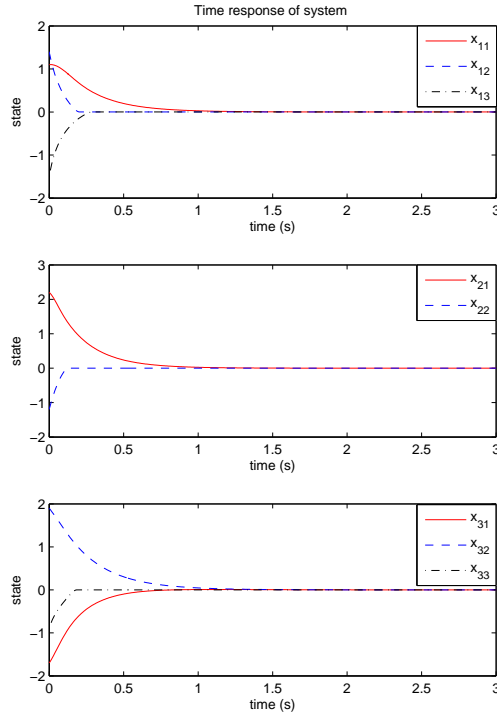 Time response of system
2
1
0
−1
−2
state
x11
x12
x13
0 0.5 1 1.5 2 2.5 3
time (s)
3
2
1
0
−1
−2
state
x21
x22
0 0.5 1 1.5 2 2.5 3
time (s)
2
1
0
−1
−2
state
x31
x32
x33
0 0.5 1 1.5 2 2.5 3
time (s)